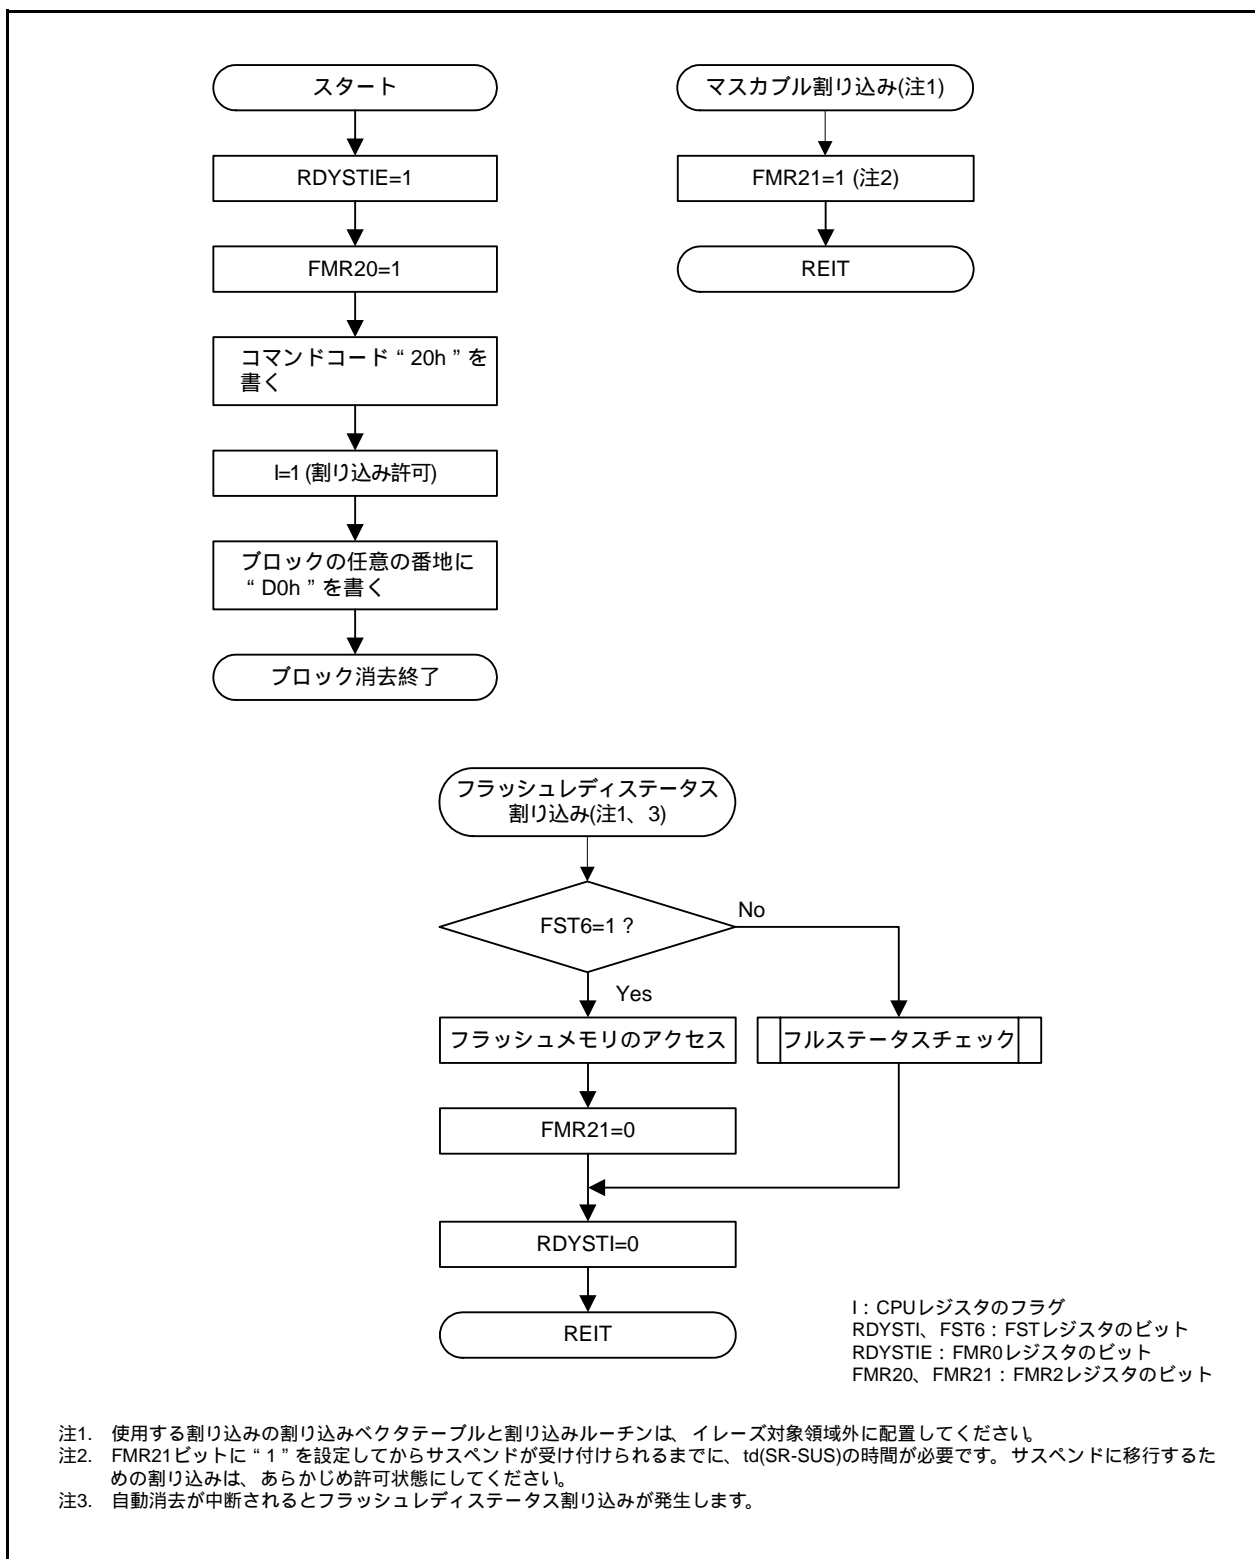 スタート
RDYSTIE=1
FMR20=1
コマンドコード“20h”を
書く
I=1 (割り込み許可)
ブロックの任意の番地に
“D0h”を書く
ブロック消去終了
マスカブル割り込み(注1)
FMR21=1 (注2)
REIT
フラッシュレディステータス
割り込み(注1、3)
FST6=1 ?
No
Yes
フラッシュメモリのアクセス
フルステータスチェック
FMR21=0
RDYSTI=0
REIT
I : CPUレジスタのフラグ
RDYSTI、FST6 : FSTレジスタのビット
RDYSTIE : FMR0レジスタのビット
FMR20、FMR21 : FMR2レジスタのビット
注1. 使用する割り込みの割り込みベクタテーブルと割り込みルーチンは、イレーズ対象領域外に配置してください。
注2. FMR21ビットに“1”を設定してからサスペンドが受け付けられるまでに、td(SR-SUS)の時間が必要です。サスペンドに移行するた
めの割り込みは、あらかじめ許可状態にしてください。
注3. 自動消去が中断されるとフラッシュレディステータス割り込みが発生します。